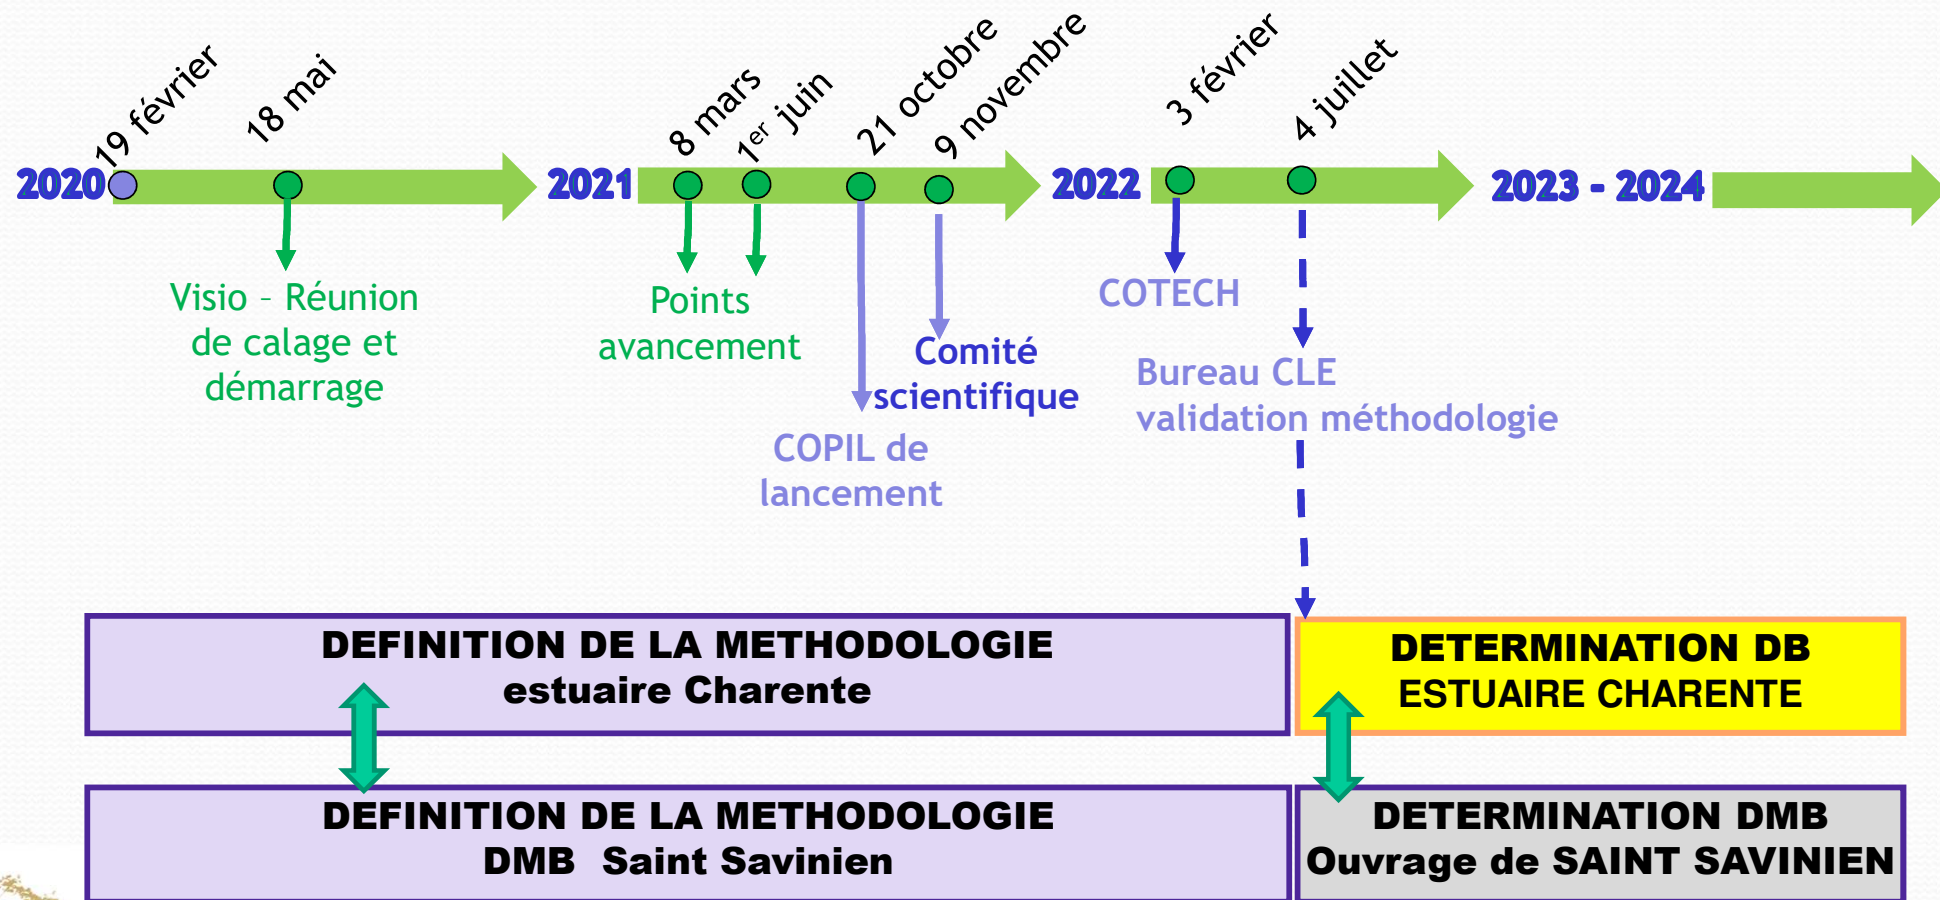 19 février
18 mai
8 mars
1er juin
21 octobre
9 novembre
3 février
4 juillet
2020
2021
2022
2023 - 2024
Visio – Réunion
de calage et
démarrage
Points
avancement
COPIL de
lancement
Comité
scientifique
COTECH
Bureau CLE
validation méthodologie
DEFINITION DE LA METHODOLOGIE
estuaire Charente
DETERMINATION DB
ESTUAIRE CHARENTE
DEFINITION DE LA METHODOLOGIE
DMB Saint Savinien
DETERMINATION DMB
Ouvrage de SAINT SAVINIEN